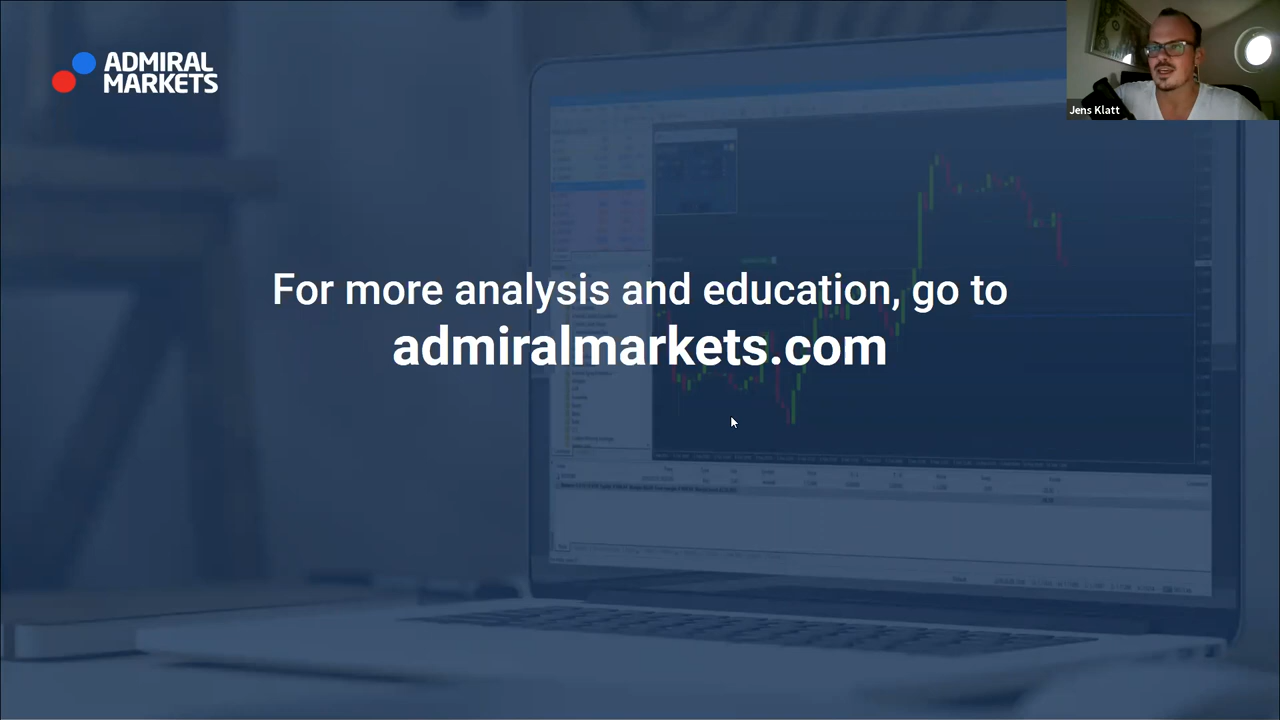 ADMIRAL
MARKETS
Jens Klatt
For more analysis and education, go to
admiralmarkets.com